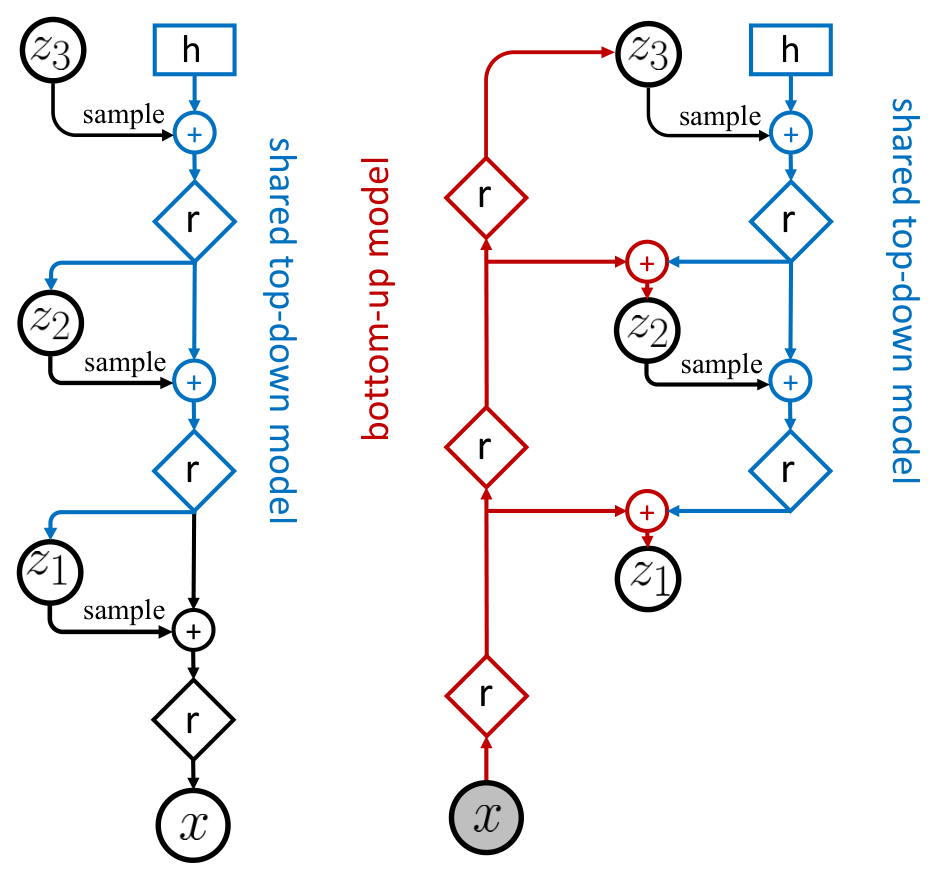 z3
h
sample
+
r
z2
sample
+
r
z1
sample
+
r
x
shared top-down model
bottom-up model
z3
h
sample
+
r
r
+
z2
sample
+
r
r
+
z1
r
x
shared top-down model